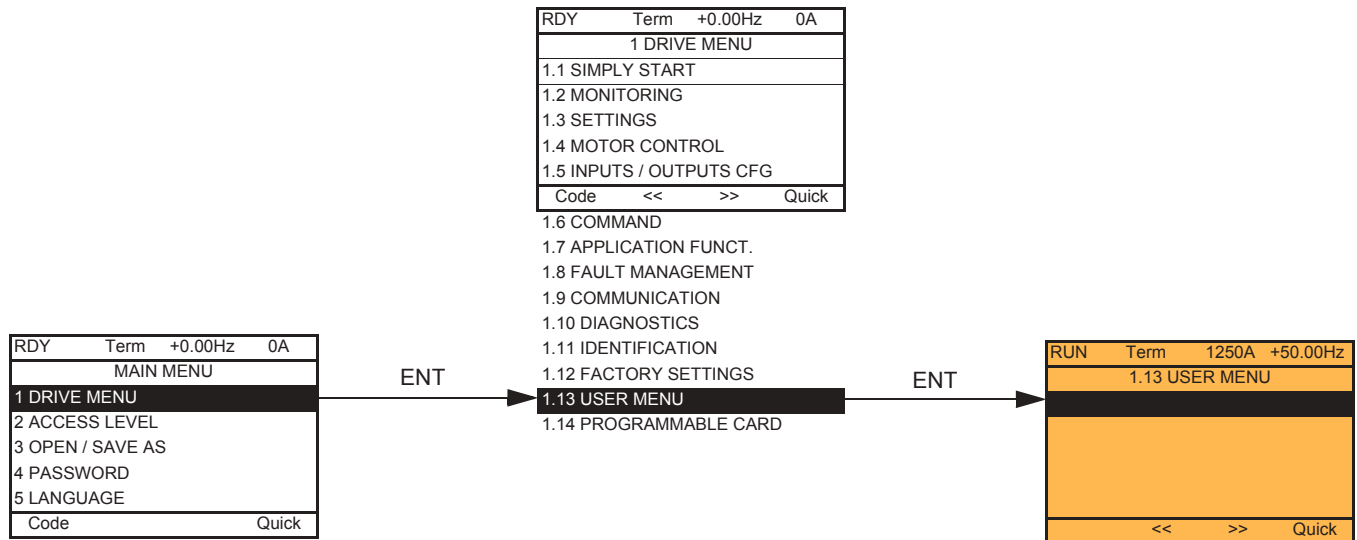 RDY Term +0.00Hz 0A
1 DRIVE MENU
1.1 SIMPLY START
1.2 MONITORING
1.3 SETTINGS
1.4 MOTOR CONTROL
1.5 INPUTS / OUTPUTS CFG
Code << >> Quick
1.6 COMMAND
1.7 APPLICATION FUNCT.
1.8 FAULT MANAGEMENT
1.9 COMMUNICATION
1.10 DIAGNOSTICS
1.11 IDENTIFICATION
1.12 FACTORY SETTINGS
1.13 USER MENU
1.14 PROGRAMMABLE CARD
RDY Term +0.00Hz 0A
MAIN MENU
1 DRIVE MENU
2 ACCESS LEVEL
3 OPEN / SAVE AS
4 PASSWORD
5 LANGUAGE
Code Quick
ENT
ENT
RUN Term 1250A +50.00Hz
1.13 USER MENU
<< >> Quick